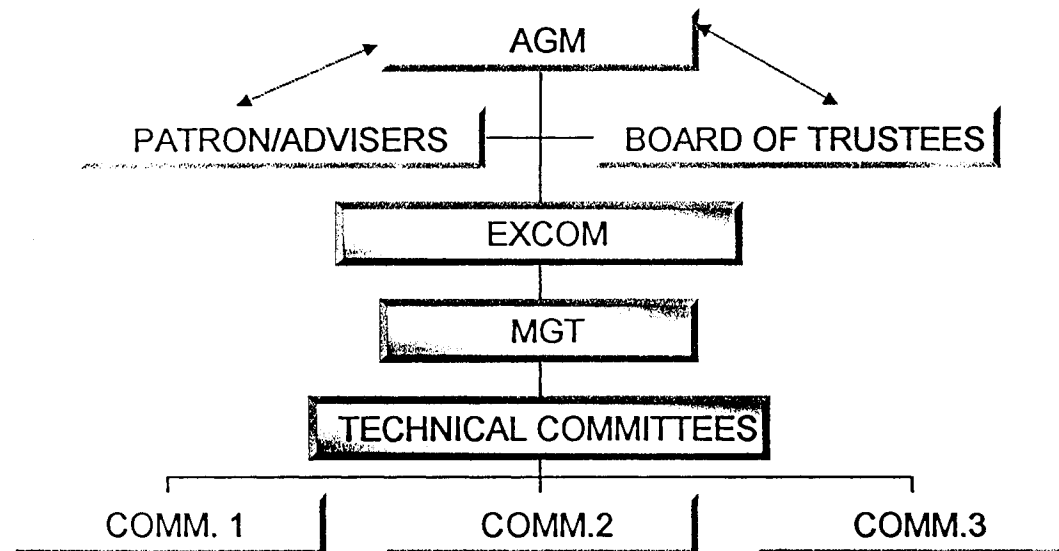 AGM
PATRON/ADVISERS
BOARD OF TRUSTEES
EXCOM
MGT
TECHNICAL COMMITTEES
COMM. 1
COMM.2
COMM.3